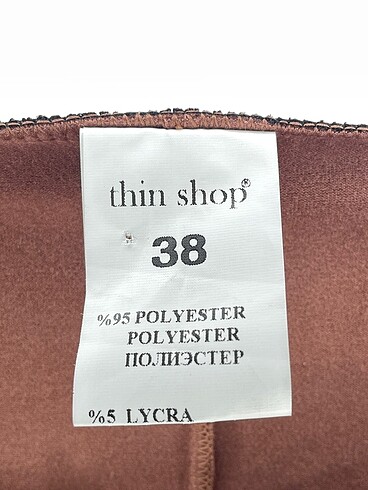 thin shop®
38
%95 POLYESTER
POLYESTER
ПОЛИЭСТЕР
%5 LYCRA